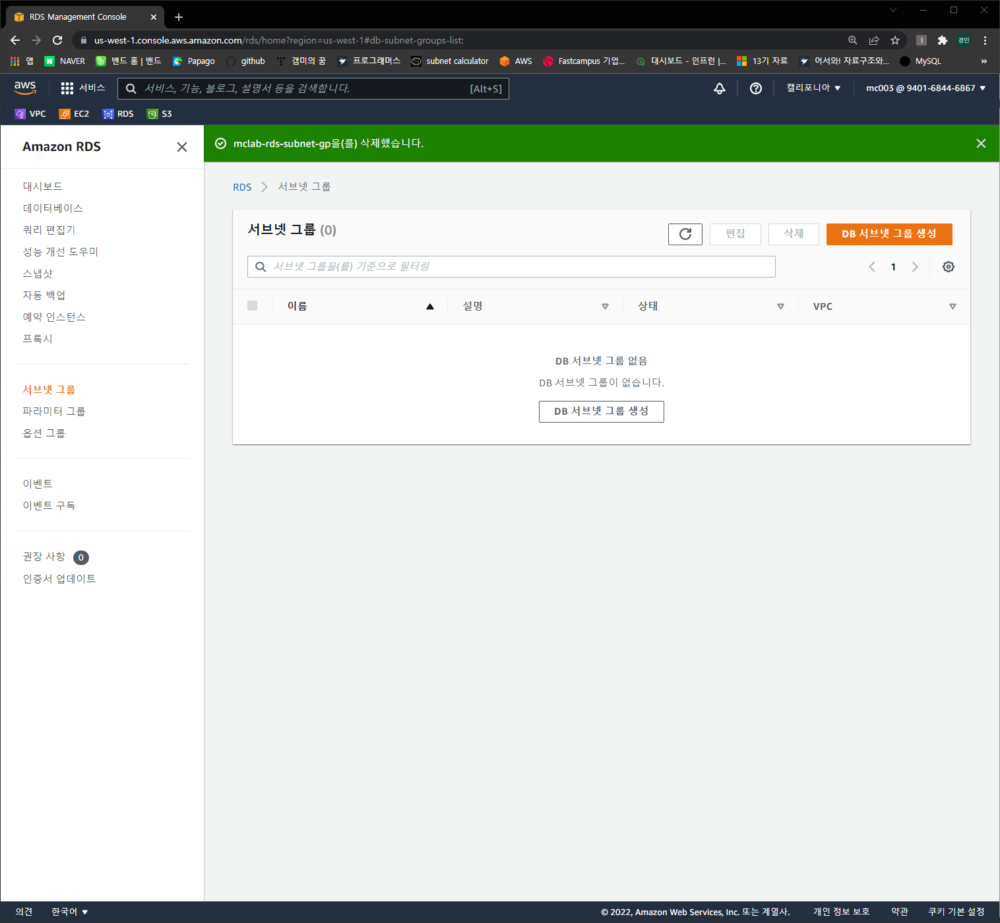 RDS Management Console
us-west-1.console.aws.amazon.com/rds/home?region=us-west-1#db-subnet-groups-list:
경민
앱 NAVER 밴드 홈 | 밴드 Papago github 갬미의 꿈 프로그래머스 subnet calculator AWS Fastcampus 기업... 대시보드 - 인프런 |... 13기 자료 어서와! 자료구조와... MySQL »
aws 서비스 서비스, 기능, 블로그, 설명서 등을 검색합니다. [Alt+S] 캘리포니아 ▼ mc003 @ 9401-6844-6867 ▼
VPC EC2 RDS S3
Amazon RDS
대시보드
데이터베이스
쿼리 편집기
성능 개선 도우미
스냅샷
자동 백업
예약 인스턴스
프록시
서브넷 그룹
파라미터 그룹
옵션 그룹
이벤트
이벤트 구독
권장 사항 0
인증서 업데이트
mclab-rds-subnet-gp을(를) 삭제했습니다.
RDS > 서브넷 그룹
서브넷 그룹 (0)
편집 삭제 DB 서브넷 그룹 생성
서브넷 그룹을(를) 기준으로 필터링
1
이름 설명 상태 VPC
DB 서브넷 그룹 없음
DB 서브넷 그룹이 없습니다.
DB 서브넷 그룹 생성
의견 한국어 ▼ © 2022, Amazon Web Services, Inc. 또는 계열사. 개인 정보 보호 약관 쿠키 기본 설정